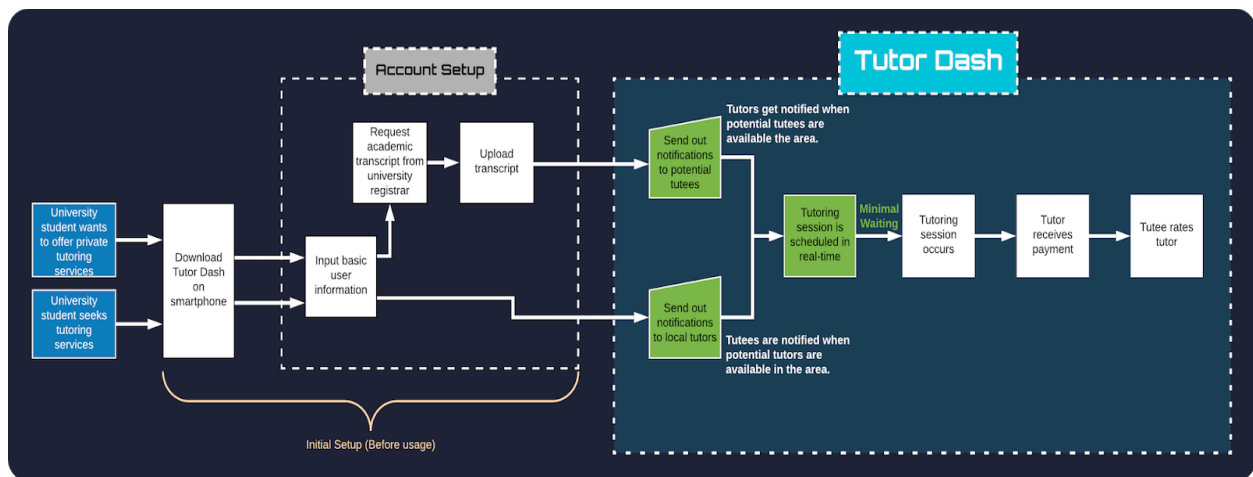 Tutor Dash
Account Setup
Tutors get notified when
potential tutees are
available the area.
Request
academic
transcript from
university
registrar
Upload
transcript
Send out
notifications
to potential
tutees
University
student wants
to offer private
tutoring
services
Download
Tutor Dash
on
smartphone
Input basic
user
information
Tutoring
session is
scheduled in
real-time
Minimal
Waiting
Tutoring
session
occurs
Tutor
receives
payment
Tutee rates
tutor
University
student seeks
tutoring
services
Send out
notifications
to local tutors
Tutees are notified when
potential tutors are
available in the area.
Initial Setup (Before usage)